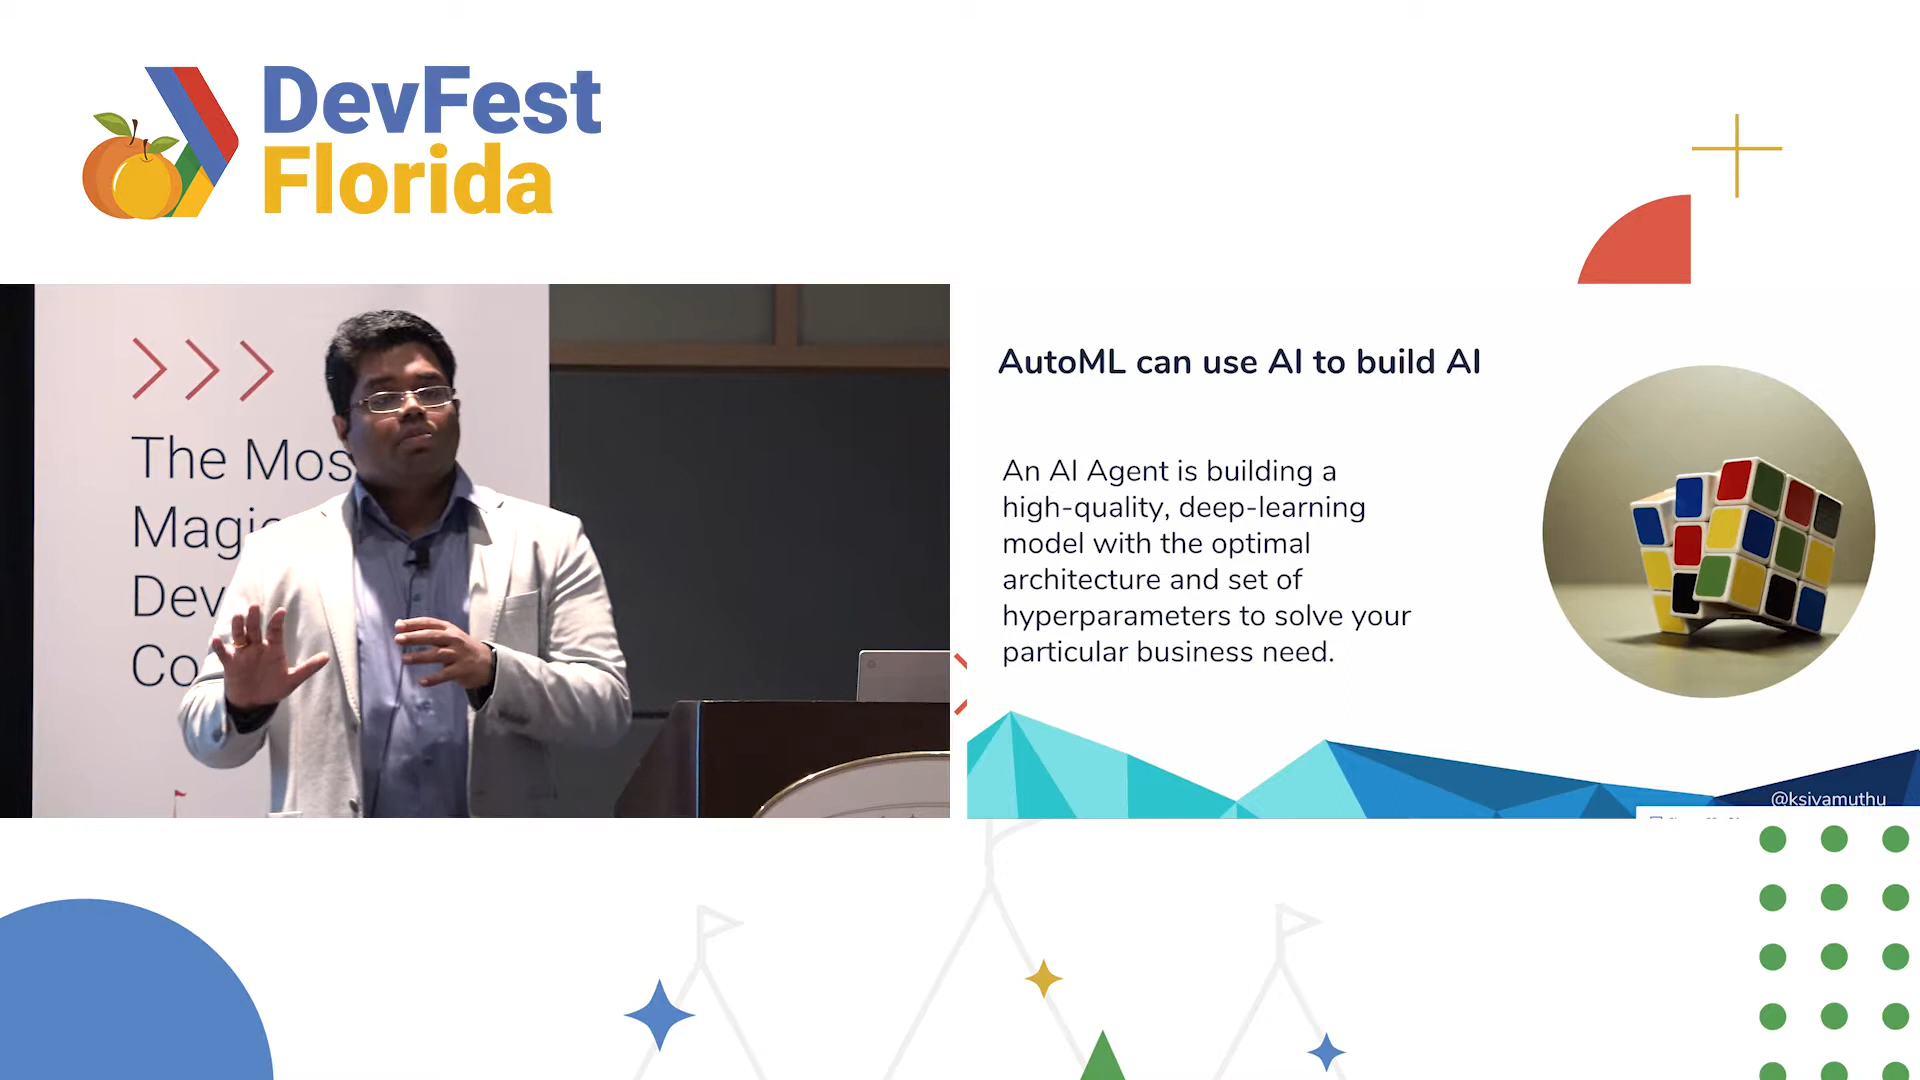 DevFest
Florida
The Mos
Magic
Dev
Co
AutoML can use AI to build AI
An AI Agent is building a
high-quality, deep-learning
model with the optimal
architecture and set of
hyperparameters to solve your
particular business need.
@ksivamuthu